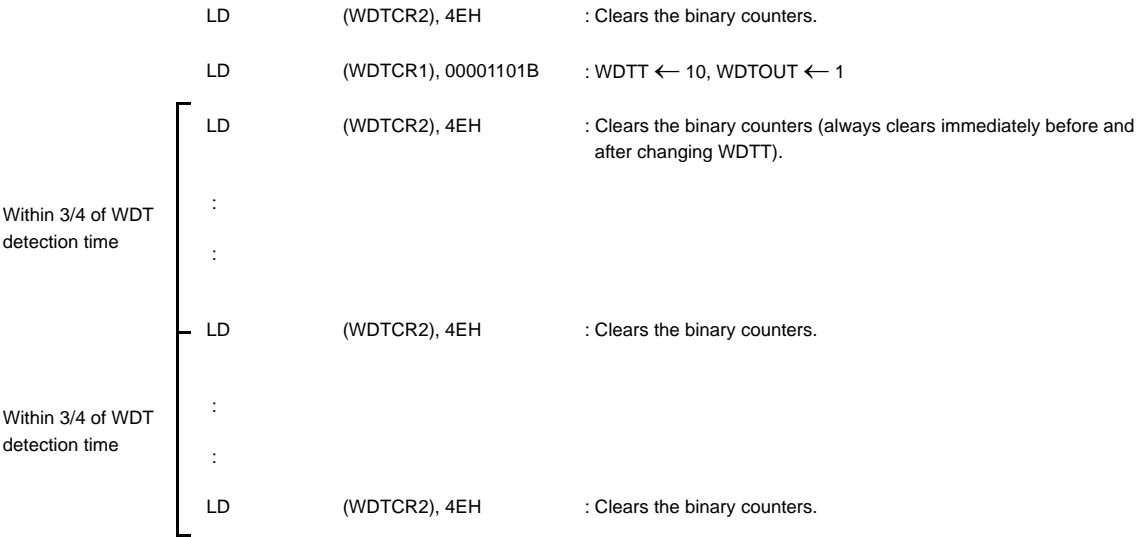 LD (WDTCR2), 4EH : Clears the binary counters.
LD (WDTCR1), 00001101B : WDTT ← 10, WDTOUT ← 1
LD (WDTCR2), 4EH : Clears the binary counters (always clears immediately before and
after changing WDTT).
Within 3/4 of WDT
detection time
:
:
LD (WDTCR2), 4EH : Clears the binary counters.
Within 3/4 of WDT
detection time
:
:
LD (WDTCR2), 4EH : Clears the binary counters.